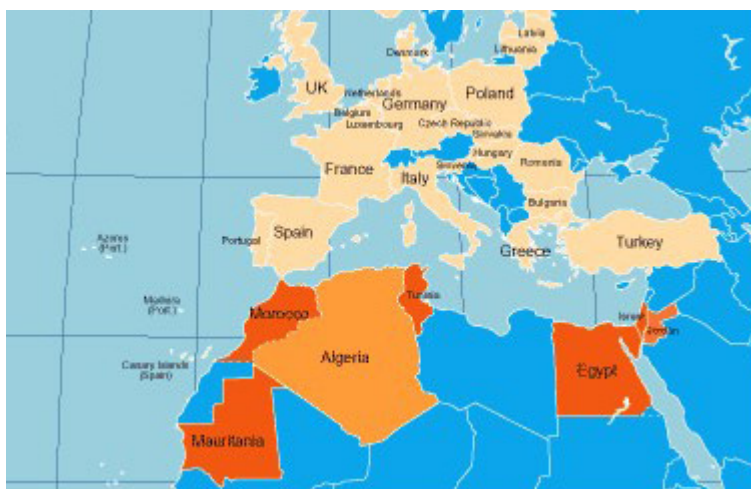 Latvia
Denmark
Lithuania
UK
Netherlands
Germany
Poland
Belgium
Luxembourg
Czech Republic
Slovakia
Hungary
Slovenia
Romania
France
Italy
Bulgaria
Spain
Portugal
Greece
Turkey
Azores
(Port.)
Madeira
(Port.)
Tunisia
Morocco
Israel
Jordan
Canary Islands
(Spain)
Algeria
Egypt
Mauritania